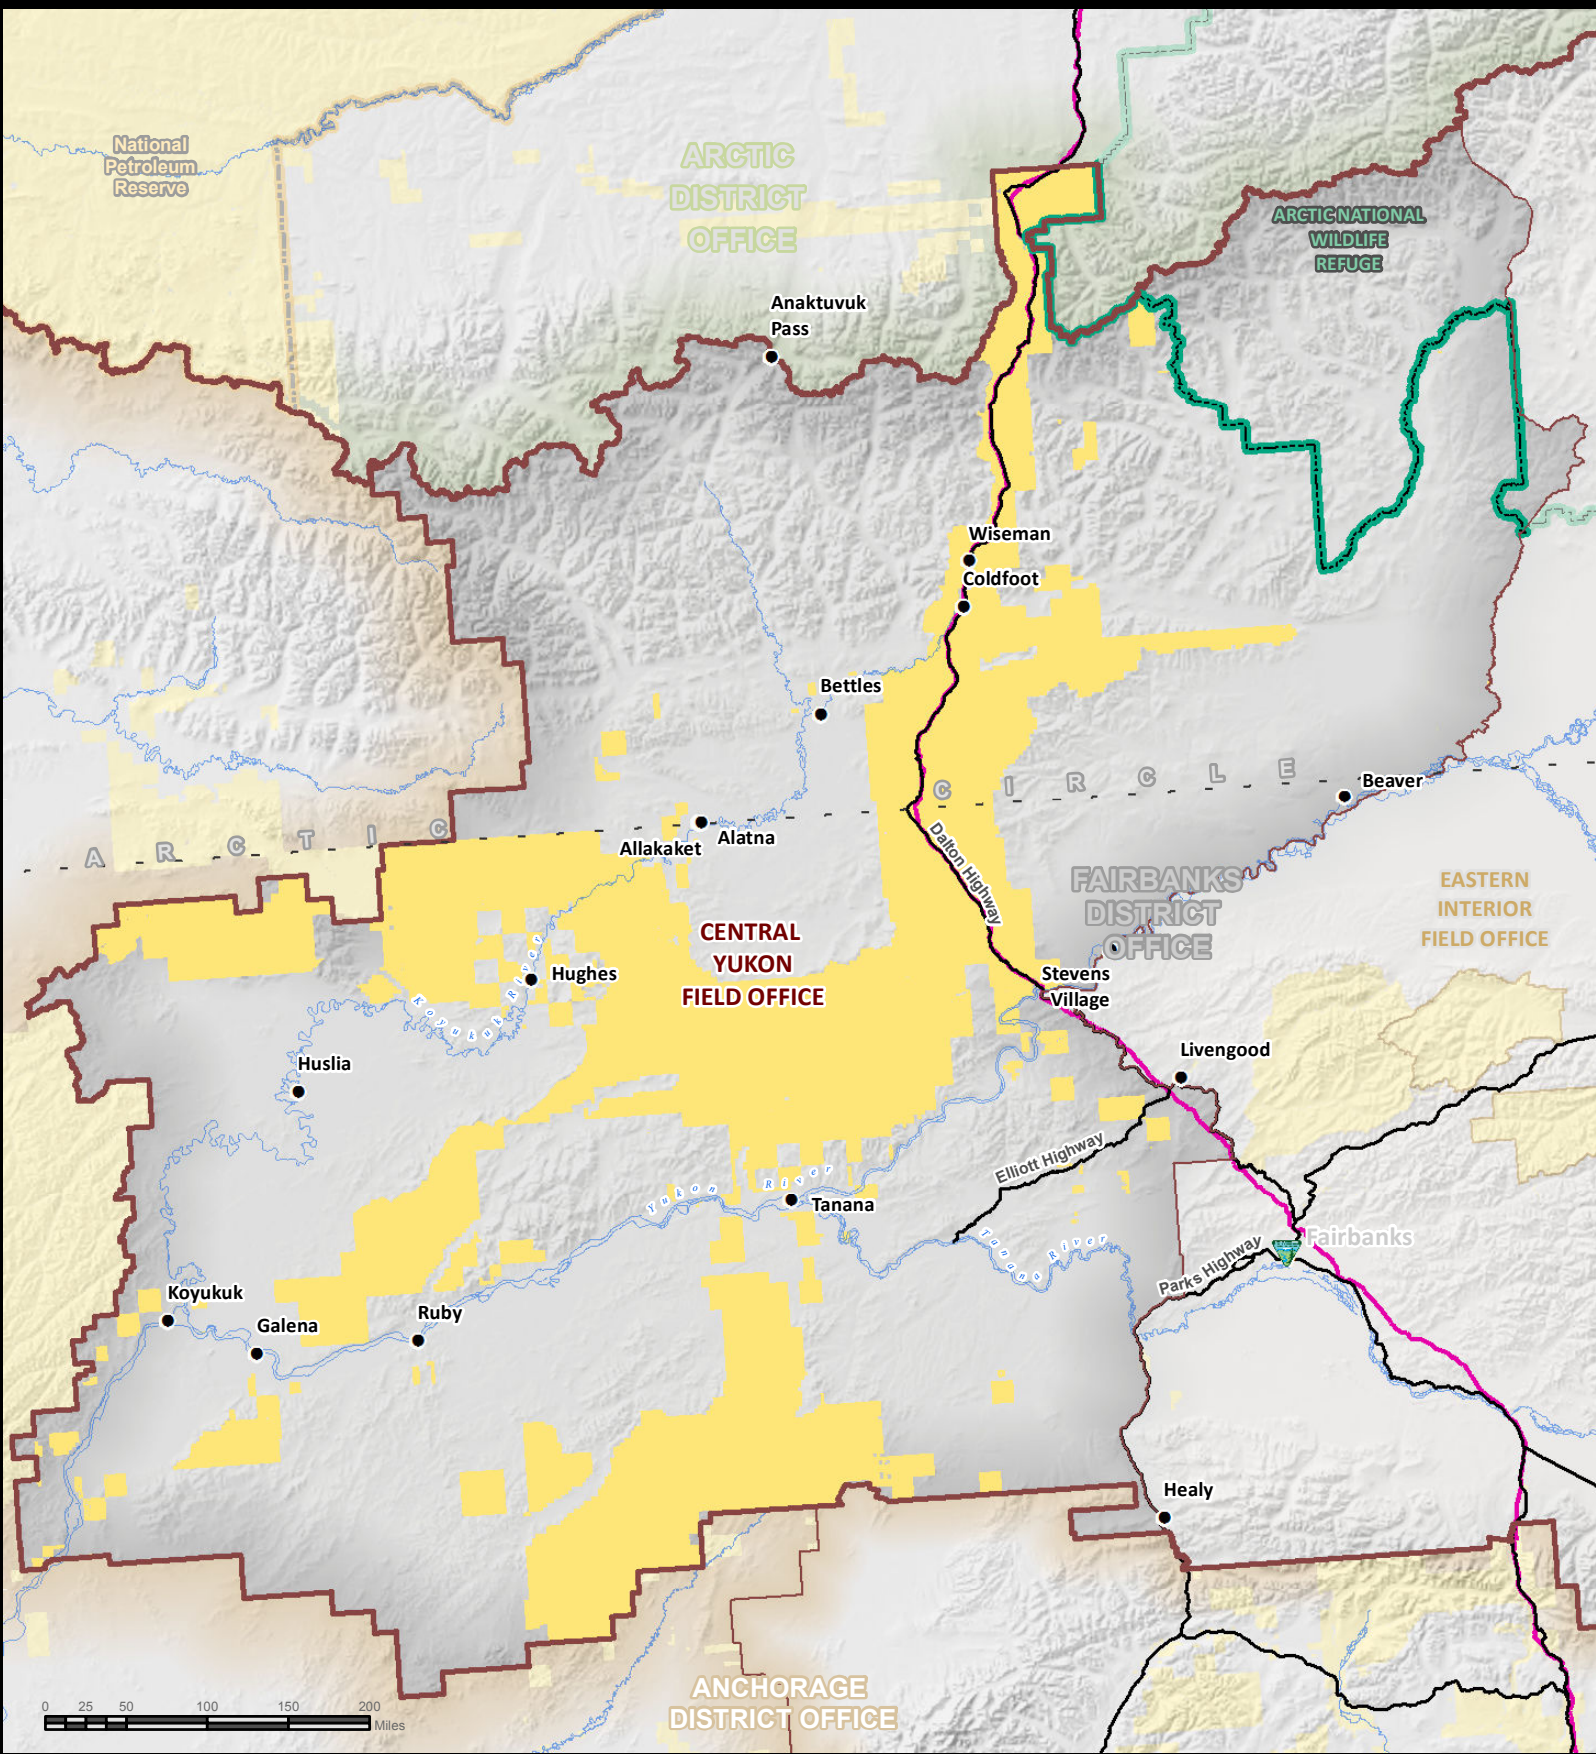 National
Petroleum
Reserve
ARCTIC
DISTRICT
OFFICE
ARCTIC NATIONAL
WILDLIFE
REFUGE
Anaktuvuk
Pass
Wiseman
Coldfoot
Bettles
ARCTIC CIRCLE
Beaver
Alatna
Allakaket
Dalton Highway
FAIRBANKS
DISTRICT
OFFICE
EASTERN
INTERIOR
FIELD OFFICE
CENTRAL
YUKON
FIELD OFFICE
Hughes
Koyukuk River
Stevens
Village
Huslia
Livengood
Elliott Highway
Yukon River
Tanana
Tanana River
Fairbanks
Parks Highway
Koyukuk
Galena
Ruby
Healy
ANCHORAGE
DISTRICT OFFICE
0 25 50 100 150 200
Miles